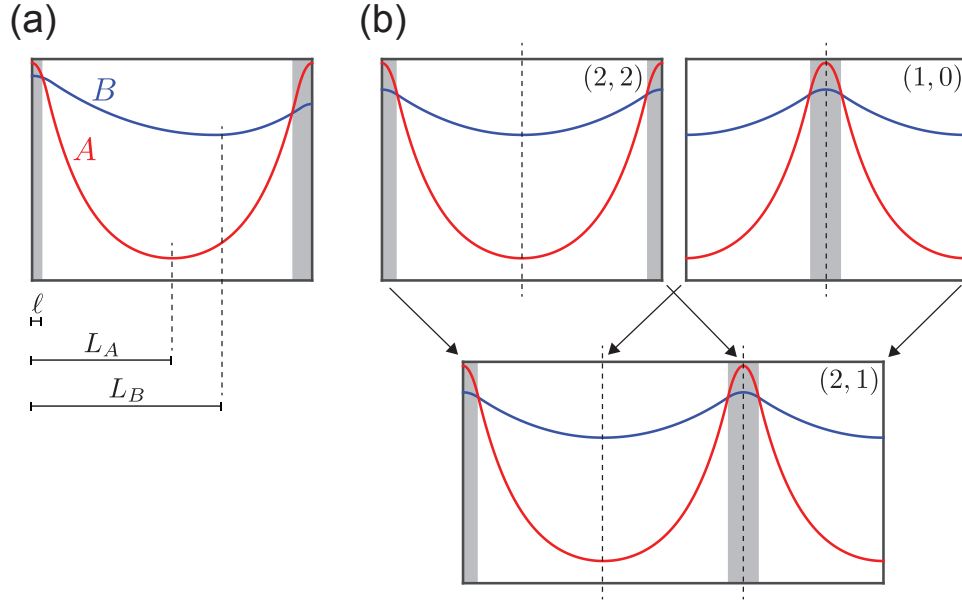 (a)
(b)
B
A
(2, 2)
(1, 0)
ℓ
L_A
L_B
(2, 1)